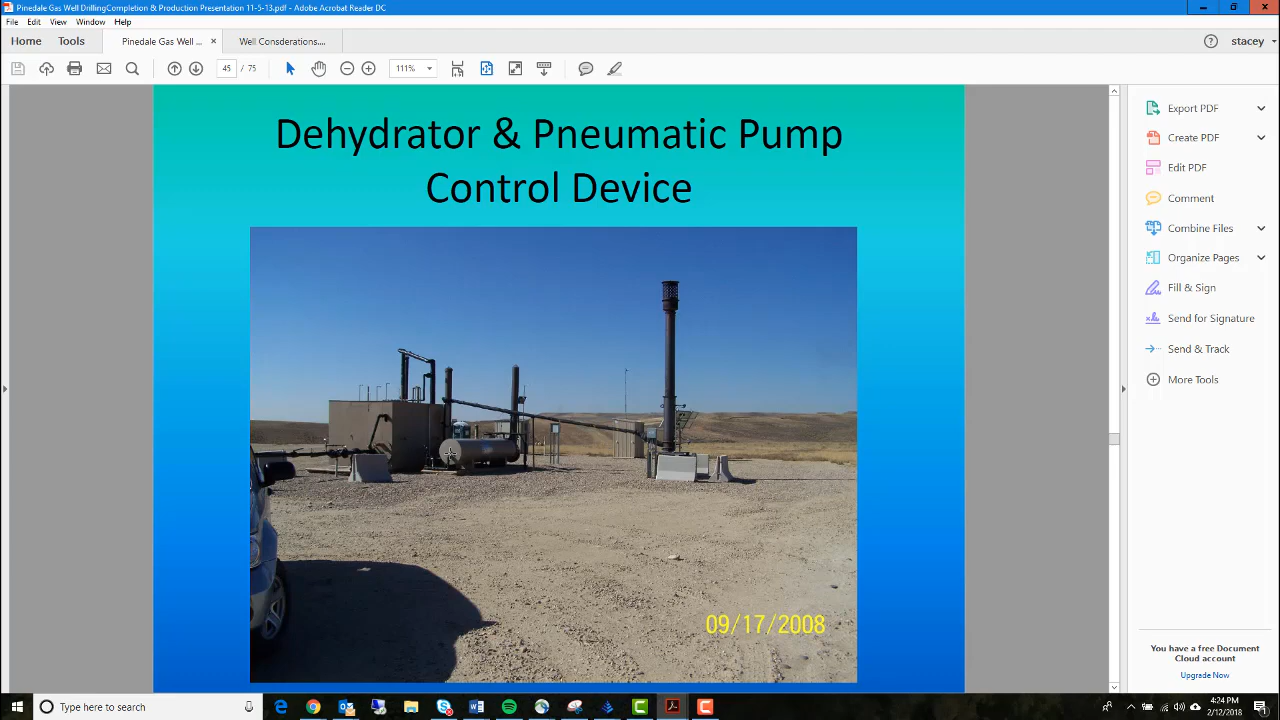 Pinedale Gas Well DrillingCompletion & Production Presentation 11-5-13.pdf - Adobe Acrobat Reader DC
File Edit View Window Help
Home Tools Pinedale Gas Well ... × Well Considerations.... stacey
45 / 75 111%
Dehydrator & Pneumatic Pump
Control Device
09/17/2008
Export PDF
Create PDF
Edit PDF
Comment
Combine Files
Organize Pages
Fill & Sign
Send for Signature
Send & Track
More Tools
You have a free Document
Cloud account
Upgrade Now
Type here to search
4:24 PM
2/12/2018